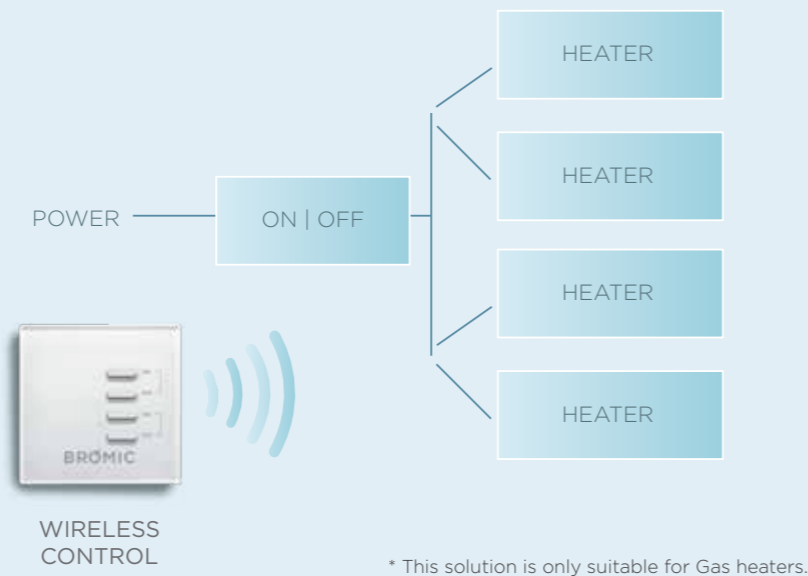 HEATER
HEATER
POWER
ON | OFF
HEATER
HEATER
BROMIC
WIRELESS
CONTROL
* This solution is only suitable for Gas heaters.